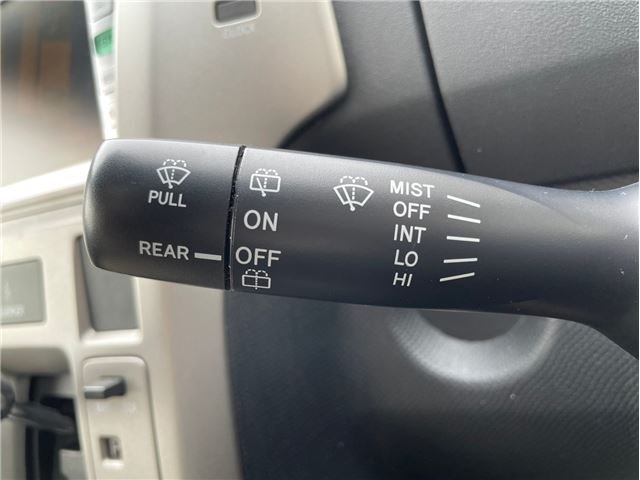 PULL
REAR
ON
OFF
MIST
OFF
INT
LO
HI